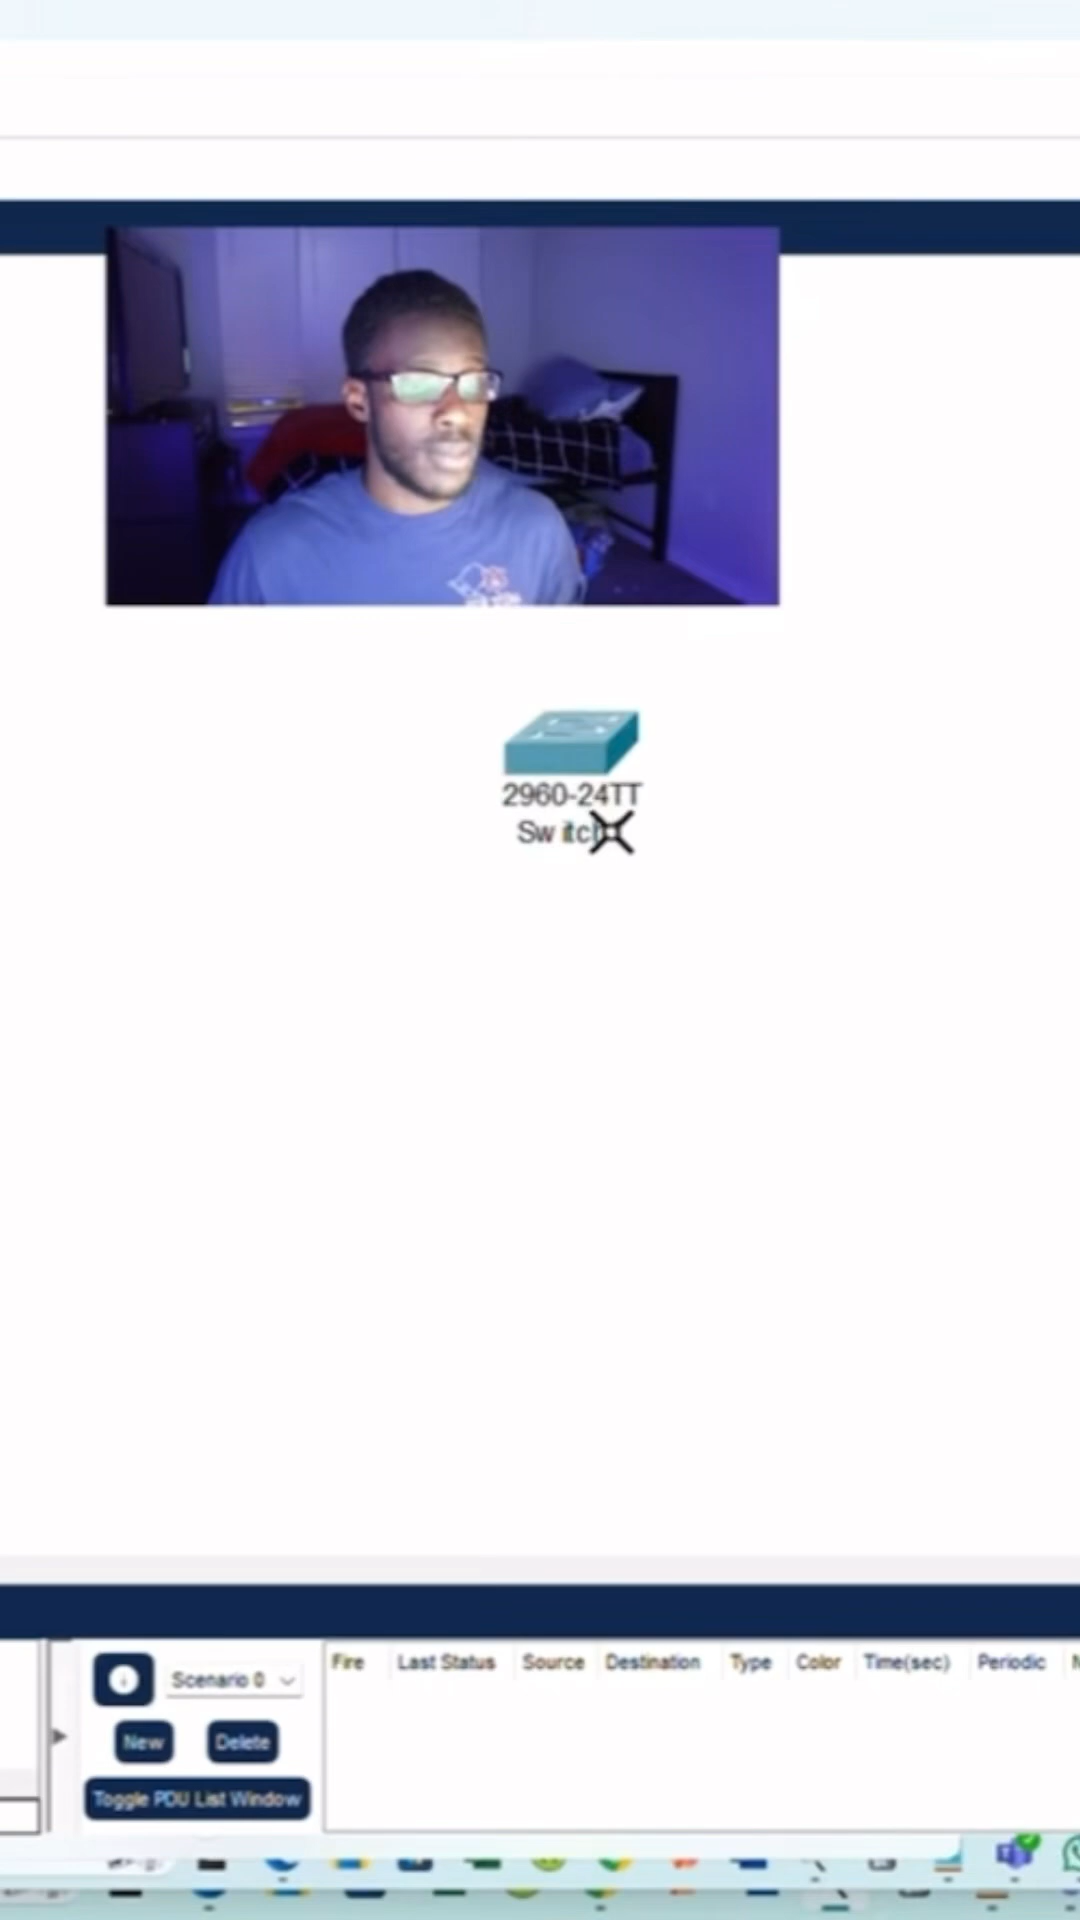 2960-24TT
Switch
Fire Last Status Source Destination Type Color Time(sec) Periodic
Scenario 0
New Delete
Toggle PDU List Window